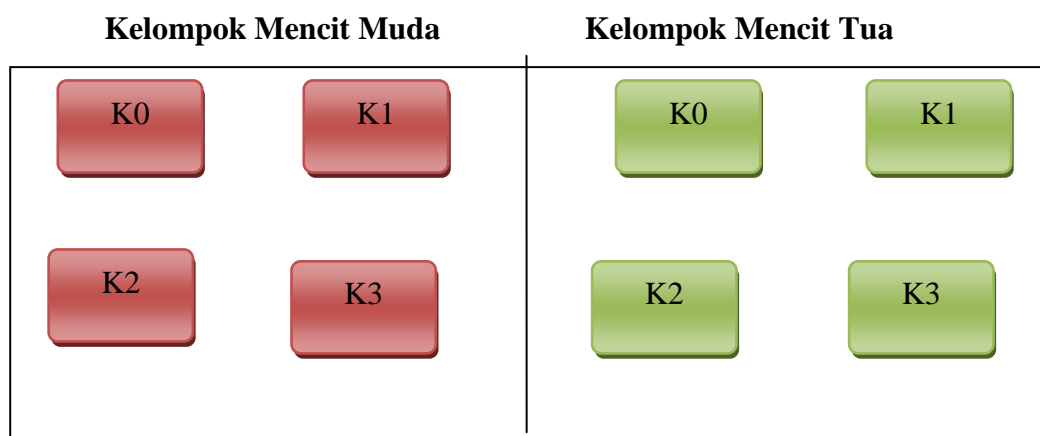 Kelompok Mencit Muda
Kelompok Mencit Tua
K0
K1
K2
K3
K0
K1
K2
K3